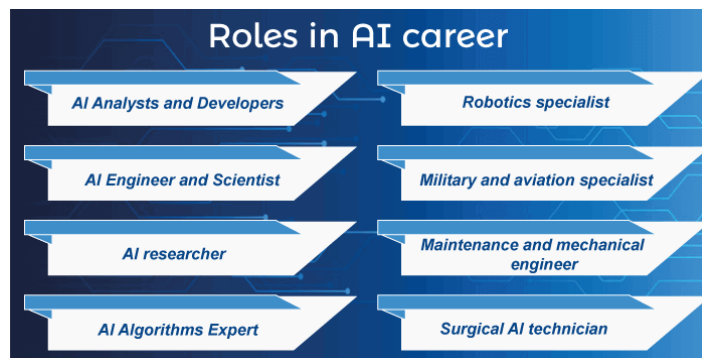 Roles in AI career
AI Analysts and Developers
Robotics specialist
AI Engineer and Scientist
Military and aviation specialist
AI researcher
Maintenance and mechanical
engineer
AI Algorithms Expert
Surgical AI technician